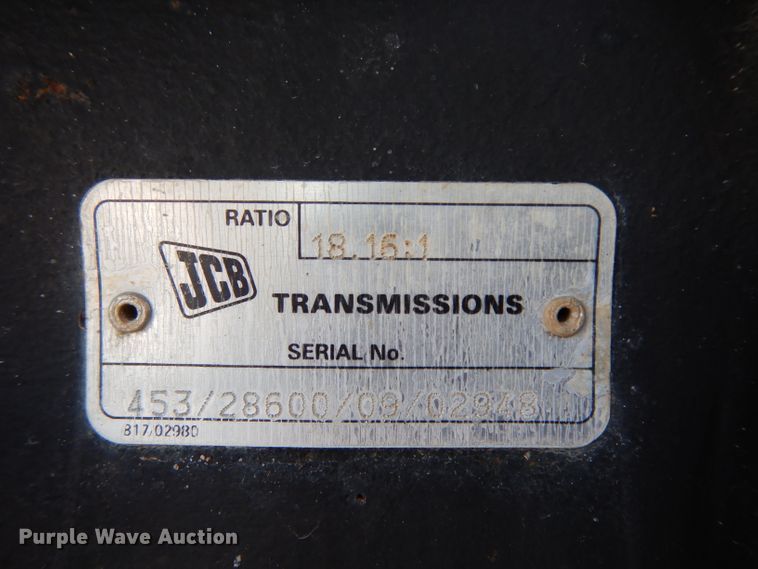 RATIO
18.16:1
JCB
TRANSMISSIONS
SERIAL No.
453/28600/09/02948
817/02980
Purple Wave Auction